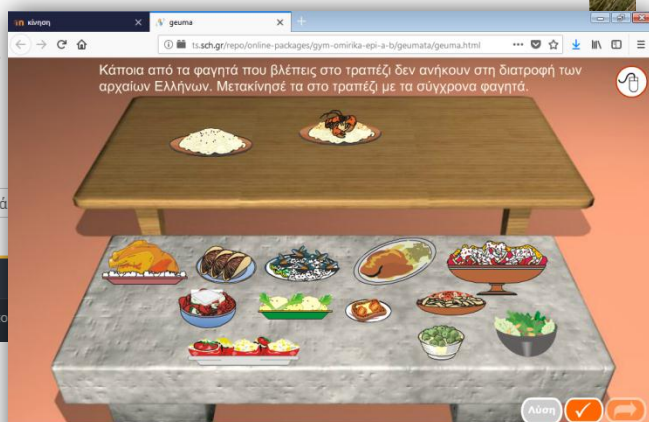 κίνηση
geuma
ts.sch.gr/repo/online-packages/gym-omirika-epi-a-b/geumata/geuma.html
Κάποια από τα φαγητά που βλέπεις στο τραπέζι δεν ανήκουν στη διατροφή των
αρχαίων Ελλήνων. Μετακίνησέ τα στο τραπέζι με τα σύγχρονα φαγητά.
Λύση